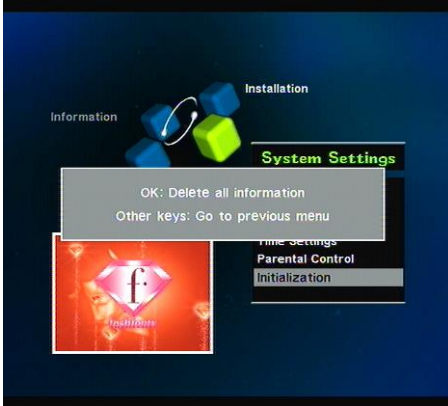 Installation
Information
System Settings
OK: Delete all information
Other keys: Go to previous menu
Time Settings
Parental Control
Initialization
f
fashiontv